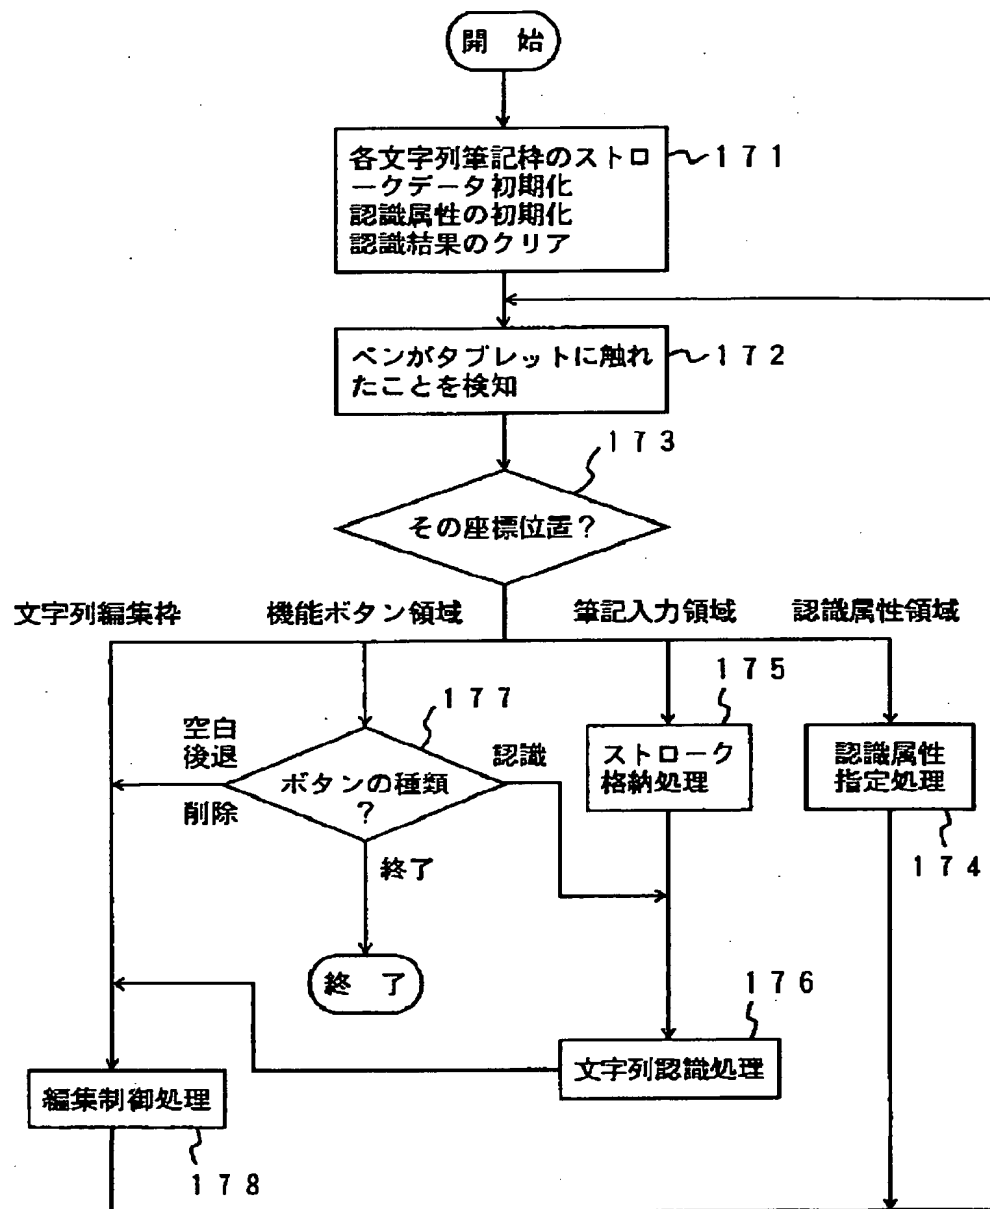 開 始
各文字列筆記枠のストロ
ークデータ初期化
認識属性の初期化
認識結果のクリア
171
ペンがタブレットに触れ
たことを検知
172
173
その座標位置？
文字列編集枠
機能ボタン領域
筆記入力領域
認識属性領域
177
175
空白
後退
削除
ボタンの種類
？
認識
ストローク
格納処理
認識属性
指定処理
174
終了
終 了
176
文字列認識処理
編集制御処理
178